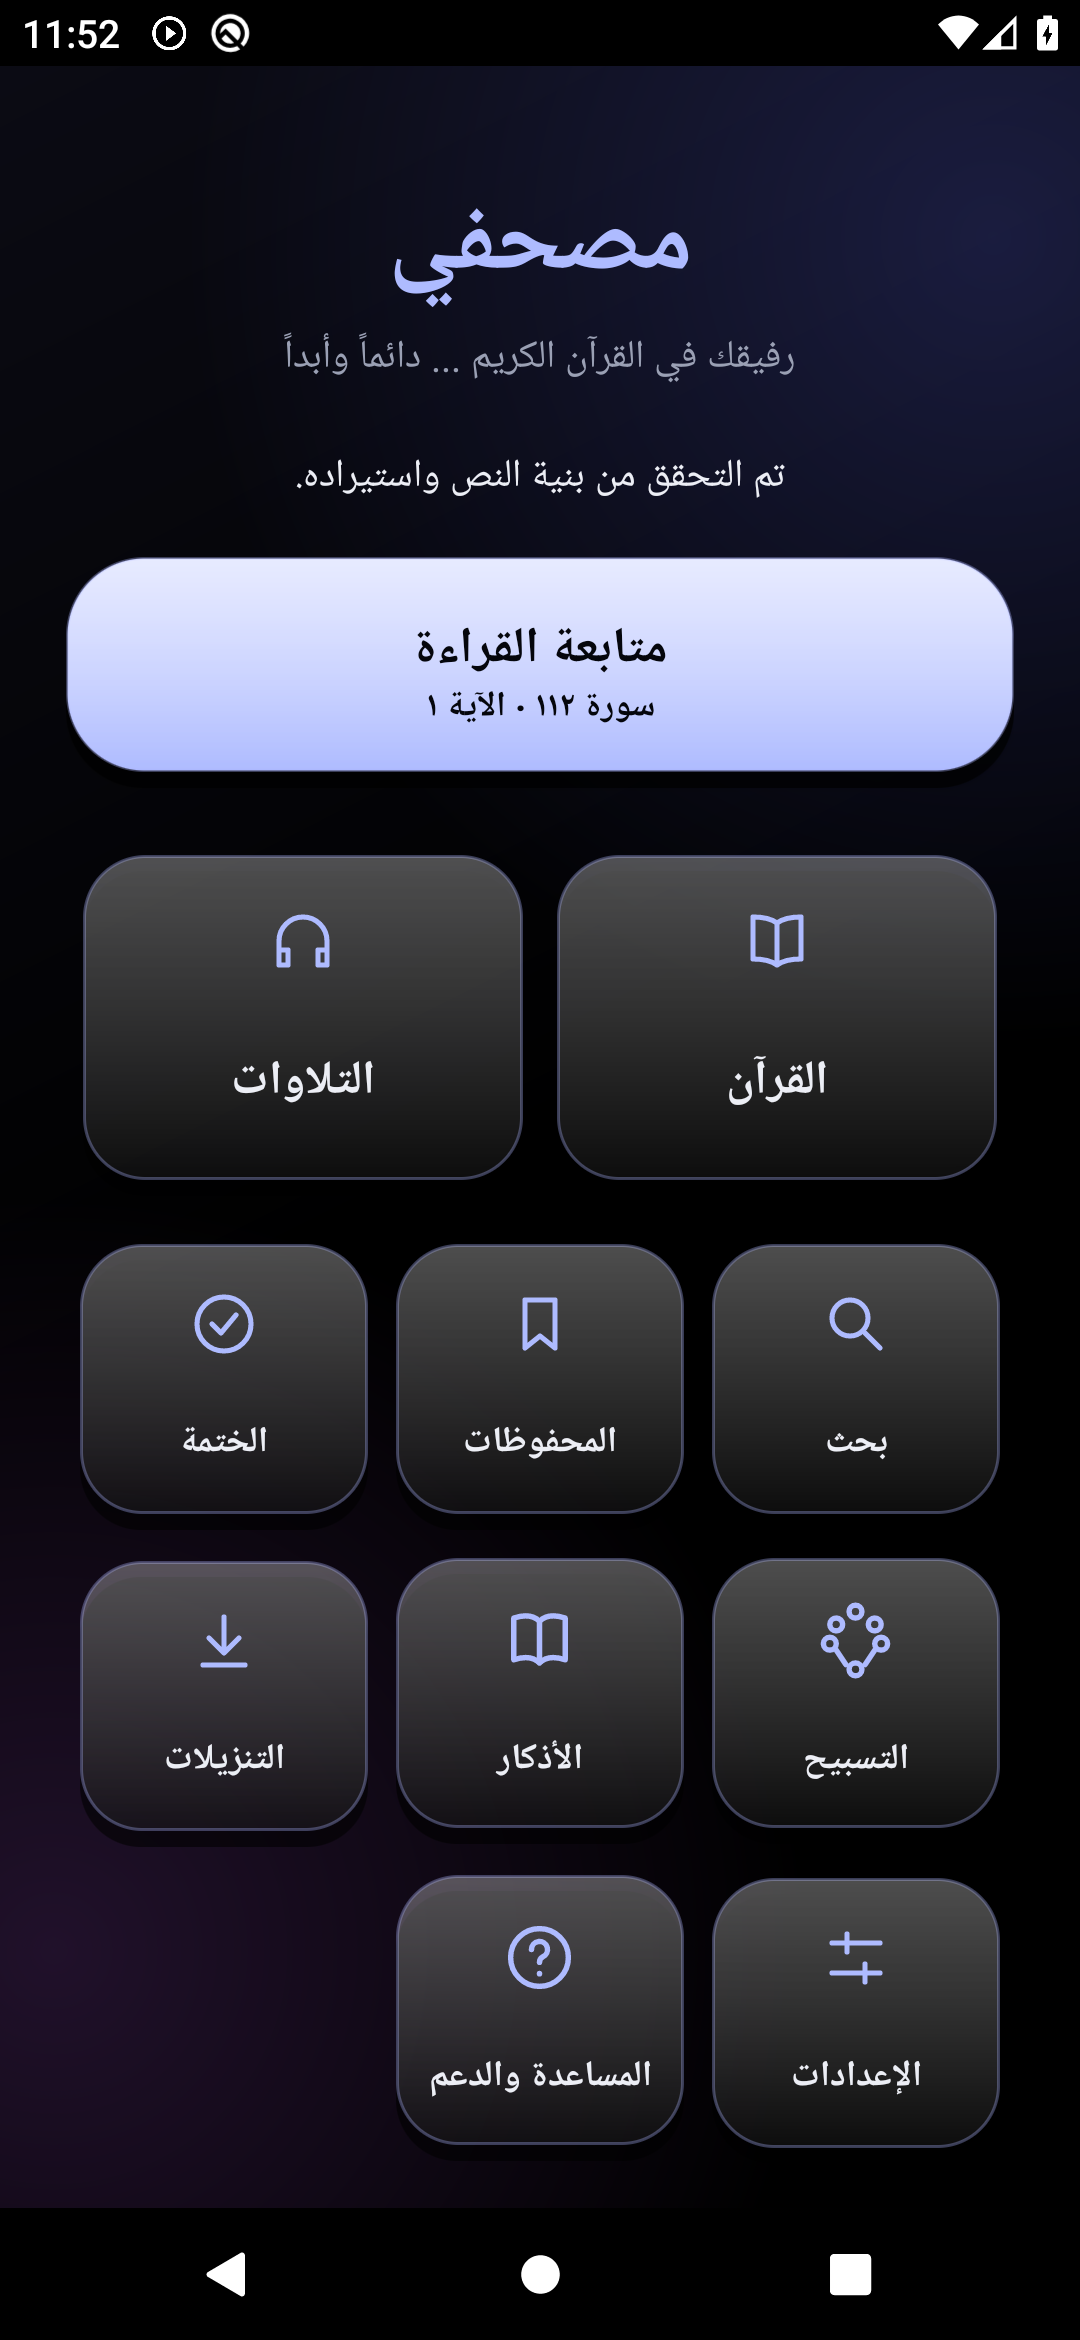 11:52
مصحفي
رفيقك في القرآن الكريم ... دائماً وأبداً
تم التحقق من بنية النص واستيراده.
متابعة القراءة
سورة ١١٢ • الآية ١
القرآن
التلاوات
بحث
المحفوظات
الختمة
التسبيح
الأذكار
التنزيلات
الإعدادات
المساعدة والدعم